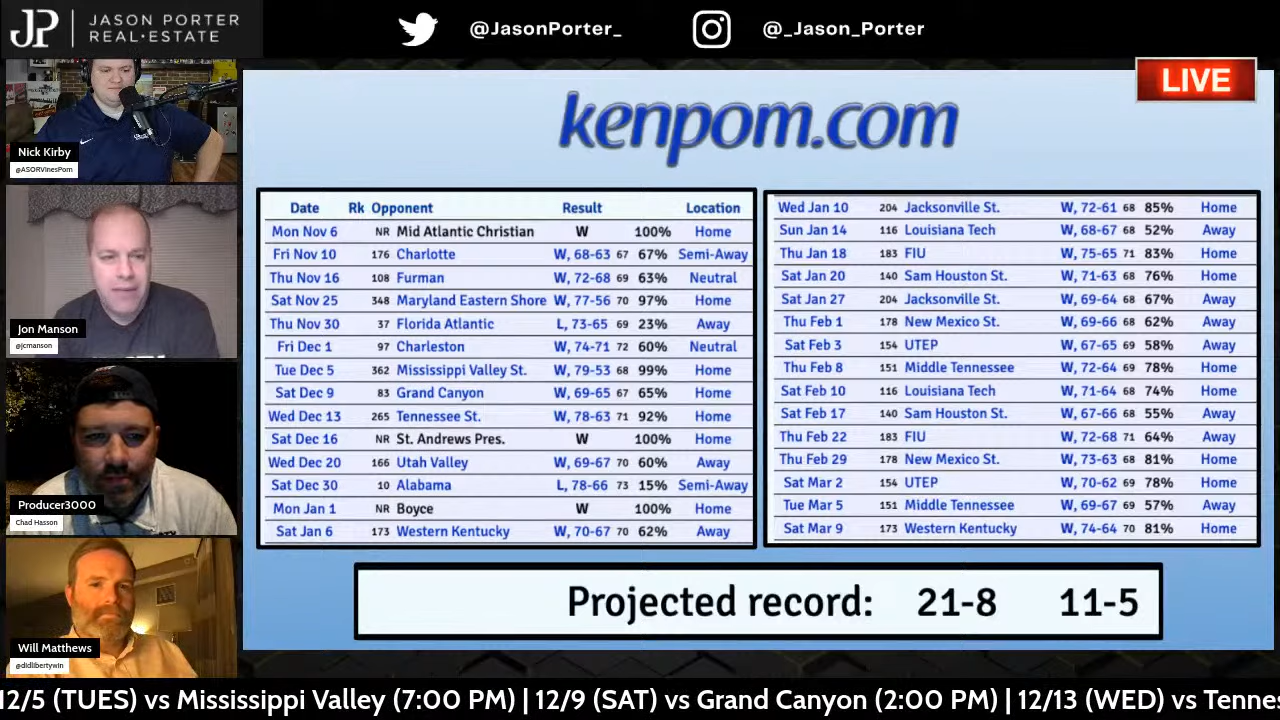 JP | JASON PORTER
REAL•ESTATE
@JasonPorter_
@_Jason_Porter
LIVE
kenpom.com
Nick Kirby
@ASORVinesPom
Jon Manson
@jcmanson
Producer3000
Chad Hasson
Will Matthews
@didlibertywin
Date Rk Opponent Result Location
Mon Nov 6 NR Mid Atlantic Christian W 100% Home
Fri Nov 10 176 Charlotte W, 68-63 67 67% Semi-Away
Thu Nov 16 108 Furman W, 72-68 69 63% Neutral
Sat Nov 25 348 Maryland Eastern Shore W, 77-56 70 97% Home
Thu Nov 30 37 Florida Atlantic L, 73-65 69 23% Away
Fri Dec 1 97 Charleston W, 74-71 72 60% Neutral
Tue Dec 5 362 Mississippi Valley St. W, 79-53 68 99% Home
Sat Dec 9 83 Grand Canyon W, 69-65 67 65% Home
Wed Dec 13 265 Tennessee St. W, 78-63 71 92% Home
Sat Dec 16 NR St. Andrews Pres. W 100% Home
Wed Dec 20 166 Utah Valley W, 69-67 70 60% Away
Sat Dec 30 10 Alabama L, 78-66 73 15% Semi-Away
Mon Jan 1 NR Boyce W 100% Home
Sat Jan 6 173 Western Kentucky W, 70-67 70 62% Away
Wed Jan 10 204 Jacksonville St. W, 72-61 68 85% Home
Sun Jan 14 116 Louisiana Tech W, 68-67 68 52% Away
Thu Jan 18 183 FIU W, 75-65 71 83% Home
Sat Jan 20 140 Sam Houston St. W, 71-63 68 76% Home
Sat Jan 27 204 Jacksonville St. W, 69-64 68 67% Away
Thu Feb 1 178 New Mexico St. W, 69-66 68 62% Away
Sat Feb 3 154 UTEP W, 67-65 69 58% Away
Thu Feb 8 151 Middle Tennessee W, 72-64 69 78% Home
Sat Feb 10 116 Louisiana Tech W, 71-64 68 74% Home
Sat Feb 17 140 Sam Houston St. W, 67-66 68 55% Away
Thu Feb 22 183 FIU W, 72-68 71 64% Away
Thu Feb 29 178 New Mexico St. W, 73-63 68 81% Home
Sat Mar 2 154 UTEP W, 70-62 69 78% Home
Tue Mar 5 151 Middle Tennessee W, 69-67 69 57% Away
Sat Mar 9 173 Western Kentucky W, 74-64 70 81% Home
Projected record: 21-8 11-5
12/5 (TUES) vs Mississippi Valley (7:00 PM) | 12/9 (SAT) vs Grand Canyon (2:00 PM) | 12/13 (WED) vs Tennes